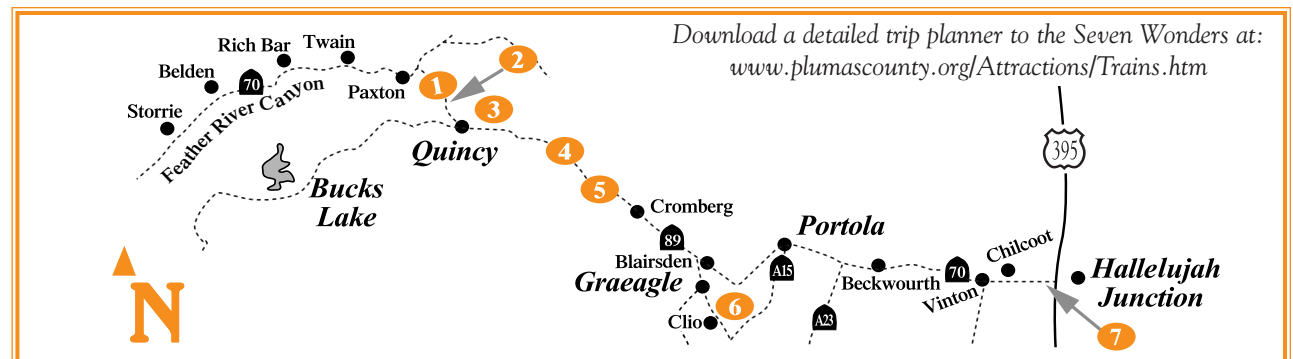 Download a detailed trip planner to the Seven Wonders at:
www.plumascounty.org/Attractions/Trains.htm
Rich Bar
Twain
Belden
70
Paxton
1
2
3
Storrie
Feather River Canyon
Quincy
395
4
Bucks
Lake
5
Cromberg
89
Portola
Blairsden
A15
Graeagle
6
Clio
A23
Beckwourth
70
Vinton
Chilcoot
Hallelujah
Junction
7
N